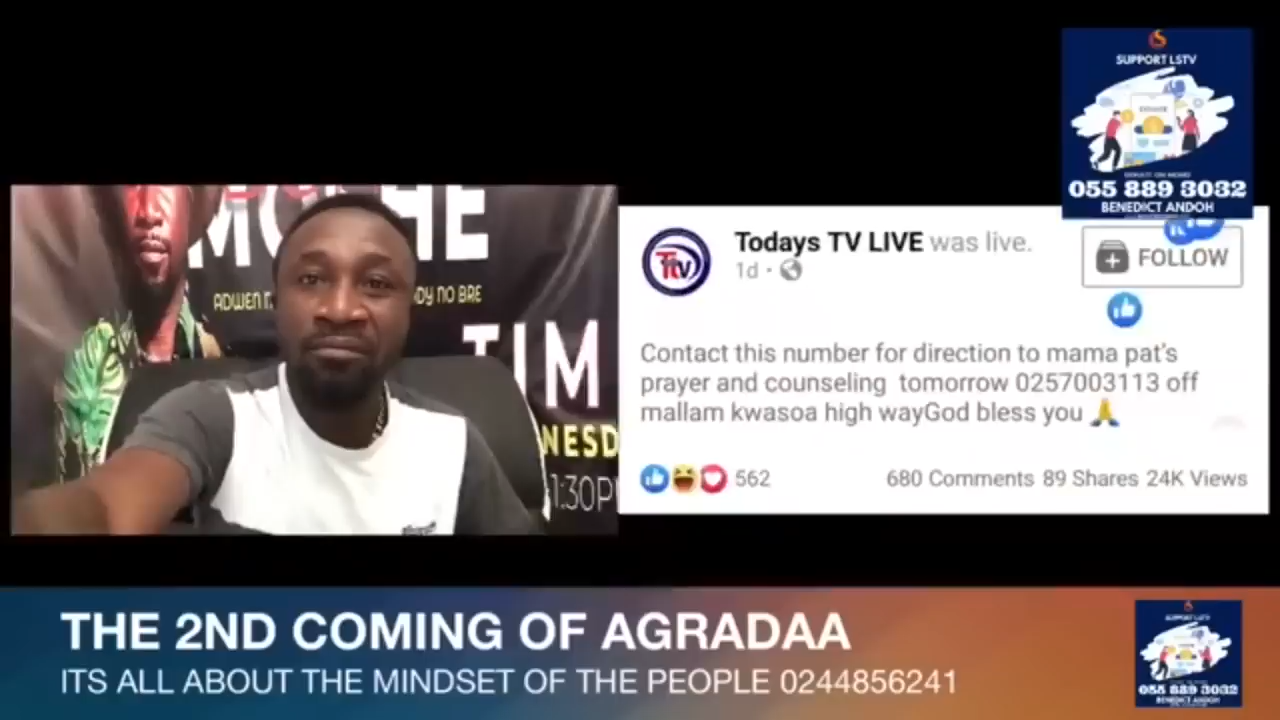 SUPPORT LSTV
055 889 3032
BENEDICT ANDOH
ADWEN
DY NO BRE
TIM
NESD
1:30P
Todays TV LIVE was live.
1d
FOLLOW
Contact this number for direction to mama pat's
prayer and counseling tomorrow 0257003113 off
mallam kwasoa high wayGod bless you 🙏
562
680 Comments 89 Shares 24K Views
THE 2ND COMING OF AGRADAA
ITS ALL ABOUT THE MINDSET OF THE PEOPLE 0244856241
SUPPORT LSTV
055 889 3032
BENEDICT ANDOH